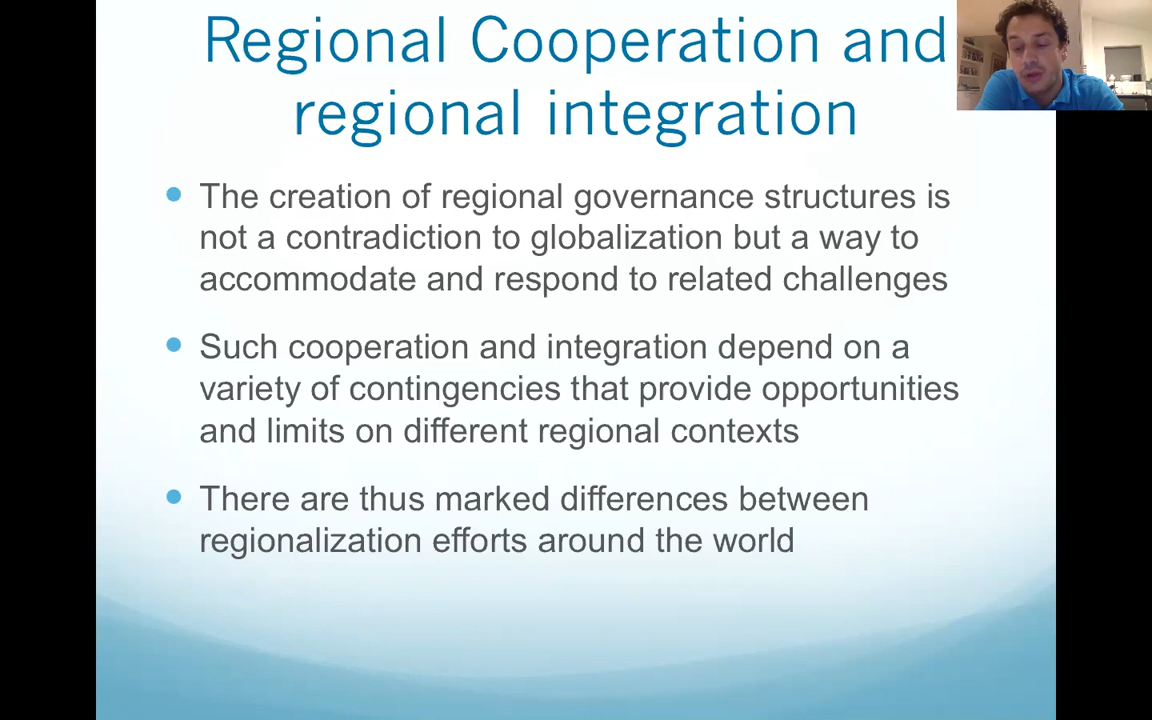 Regional Cooperation and
regional integration
The creation of regional governance structures is
not a contradiction to globalization but a way to
accommodate and respond to related challenges
Such cooperation and integration depend on a
variety of contingencies that provide opportunities
and limits on different regional contexts
There are thus marked differences between
regionalization efforts around the world